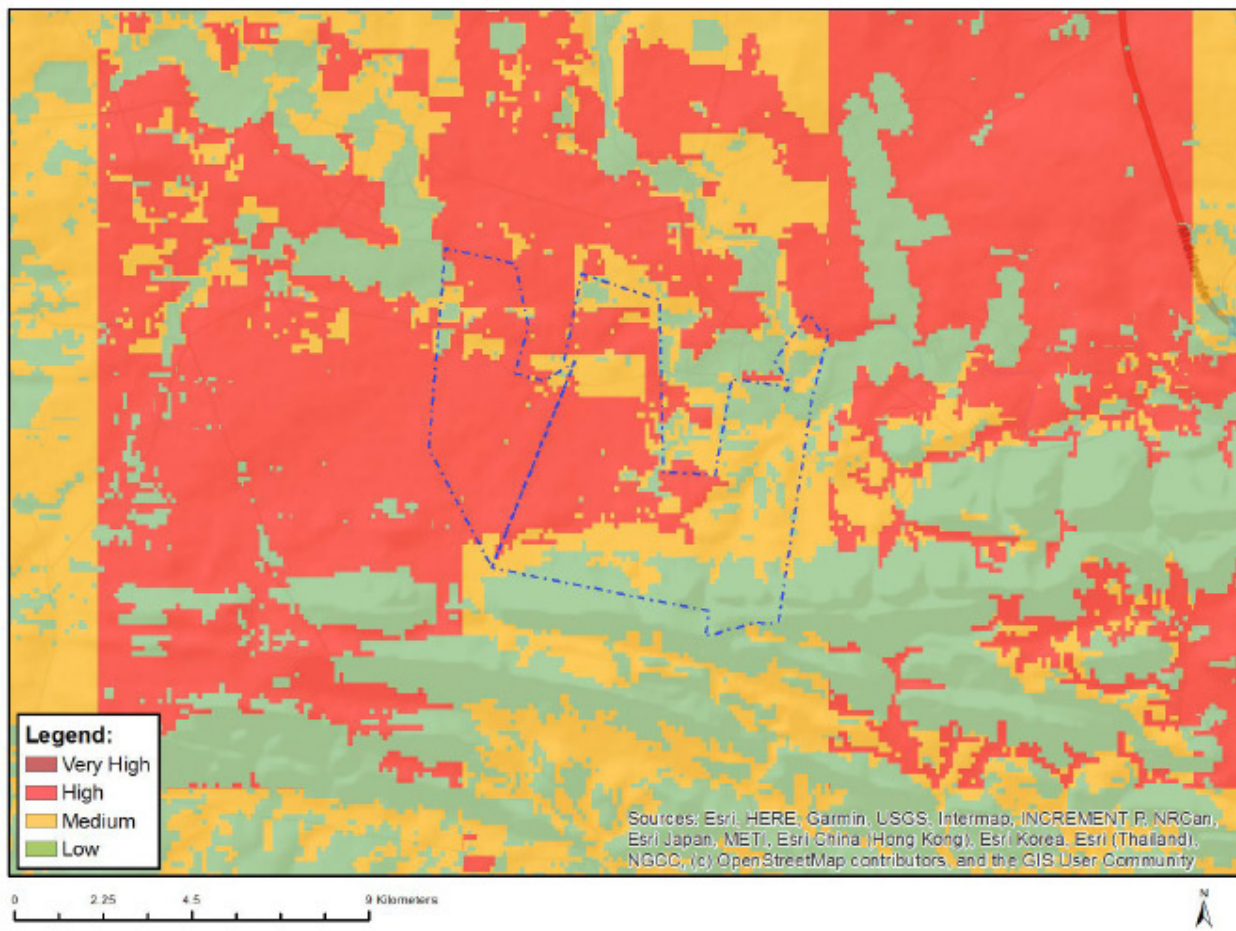 Legend:
Very High
High
Medium
Low
Sources: Esri, HERE, Garmin, USGS, Intermap, INCREMENT P, NRCan,
Esri Japan, METI, Esri China (Hong Kong), Esri Korea, Esri (Thailand),
NGCC, (c) OpenStreetMap contributors, and the GIS User Community
0 2.25 4.5 9 Kilometers
N